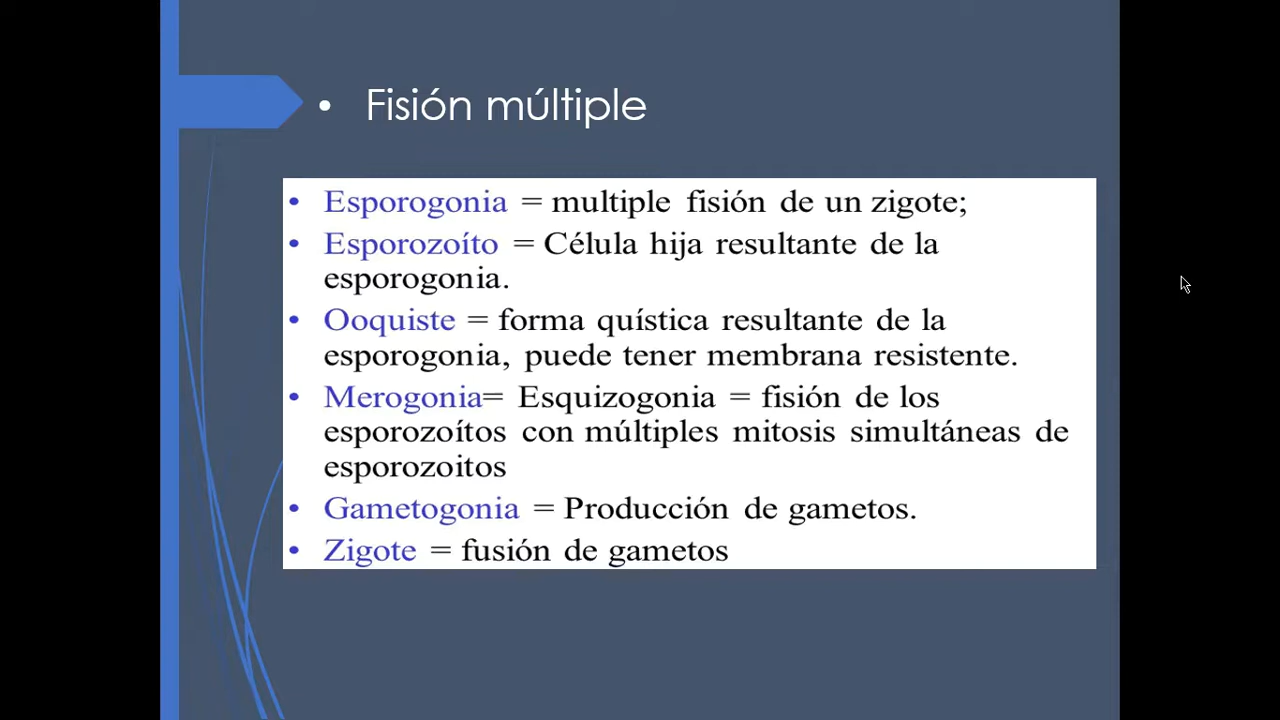 • Fisión múltiple
• Esporogonia = multiple fisión de un zigote;
• Esporozoíto = Célula hija resultante de la
esporogonia.
• Ooquiste = forma quística resultante de la
esporogonia, puede tener membrana resistente.
• Merogonia= Esquizogonia = fisión de los
esporozoítos con múltiples mitosis simultáneas de
esporozoitos
• Gametogonia = Producción de gametos.
• Zigote = fusión de gametos